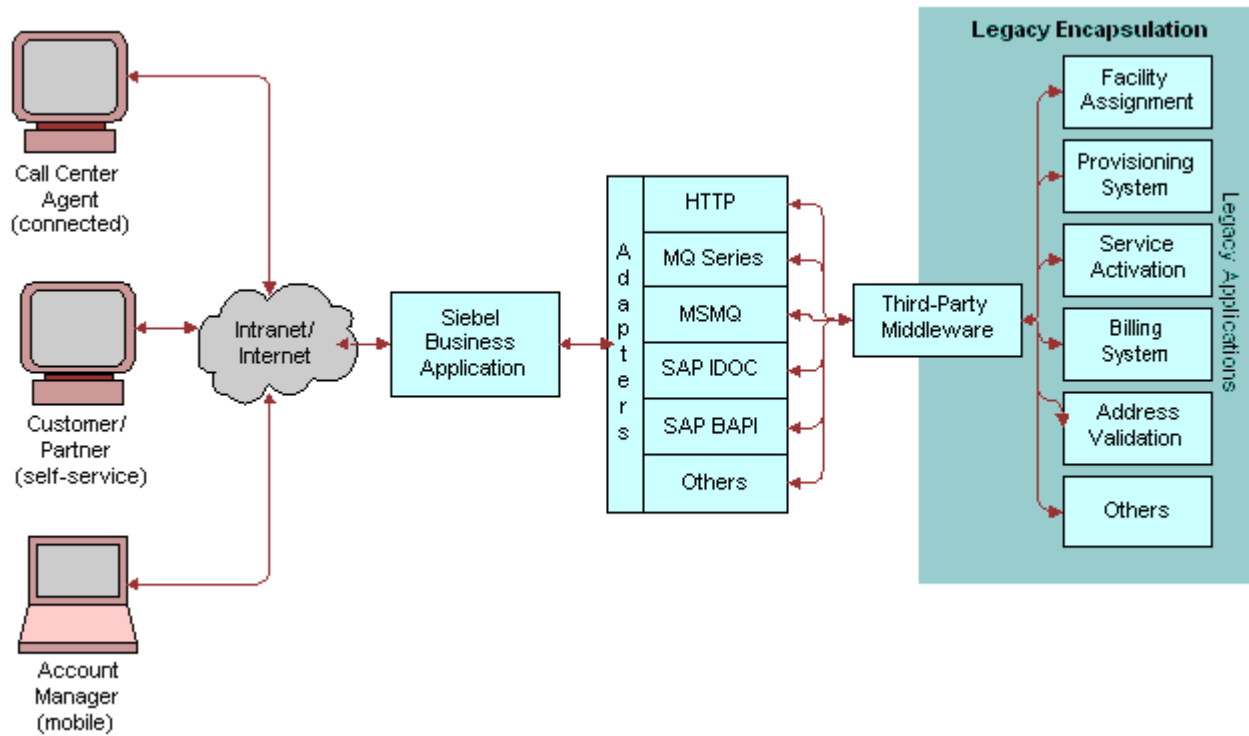 Legacy Encapsulation
Call Center
Agent
(connected)
Customer/
Partner
(self-service)
Account
Manager
(mobile)
Intranet/
Internet
Siebel
Business
Application
Adapters
HTTP
MQ Series
MSMQ
SAP IDOC
SAP BAPI
Others
Third-Party
Middleware
Facility
Assignment
Provisioning
System
Service
Activation
Billing
System
Address
Validation
Others
Legacy Applications